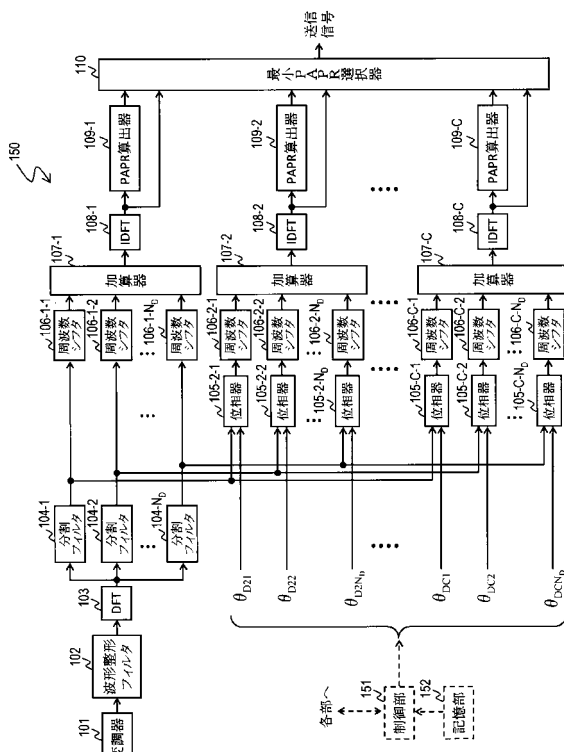 150
101
変調器
102
波形整形
フィルタ
103
DFT
104-1
分割
フィルタ
104-2
分割
フィルタ
104-N_D
分割
フィルタ
106-1-1
周波数
シフタ
106-1-2
周波数
シフタ
106-1-N_D
周波数
シフタ
107-1
加算器
108-1
IDFT
109-1
PAPR算出器
110
最小PAPR選択器
送信
信号
105-2-1
位相器
105-2-2
位相器
105-2-N_D
位相器
106-2-1
周波数
シフタ
106-2-2
周波数
シフタ
106-2-N_D
周波数
シフタ
107-2
加算器
108-2
IDFT
109-2
PAPR算出器
105-C-1
位相器
105-C-2
位相器
105-C-N_D
位相器
106-C-1
周波数
シフタ
106-C-2
周波数
シフタ
106-C-N_D
周波数
シフタ
107-C
加算器
108-C
IDFT
109-C
PAPR算出器
θ_D21
θ_D22
θ_D2N_D
θ_DC1
θ_DC2
θ_DCN_D
各部へ
151
制御部
152
記憶部